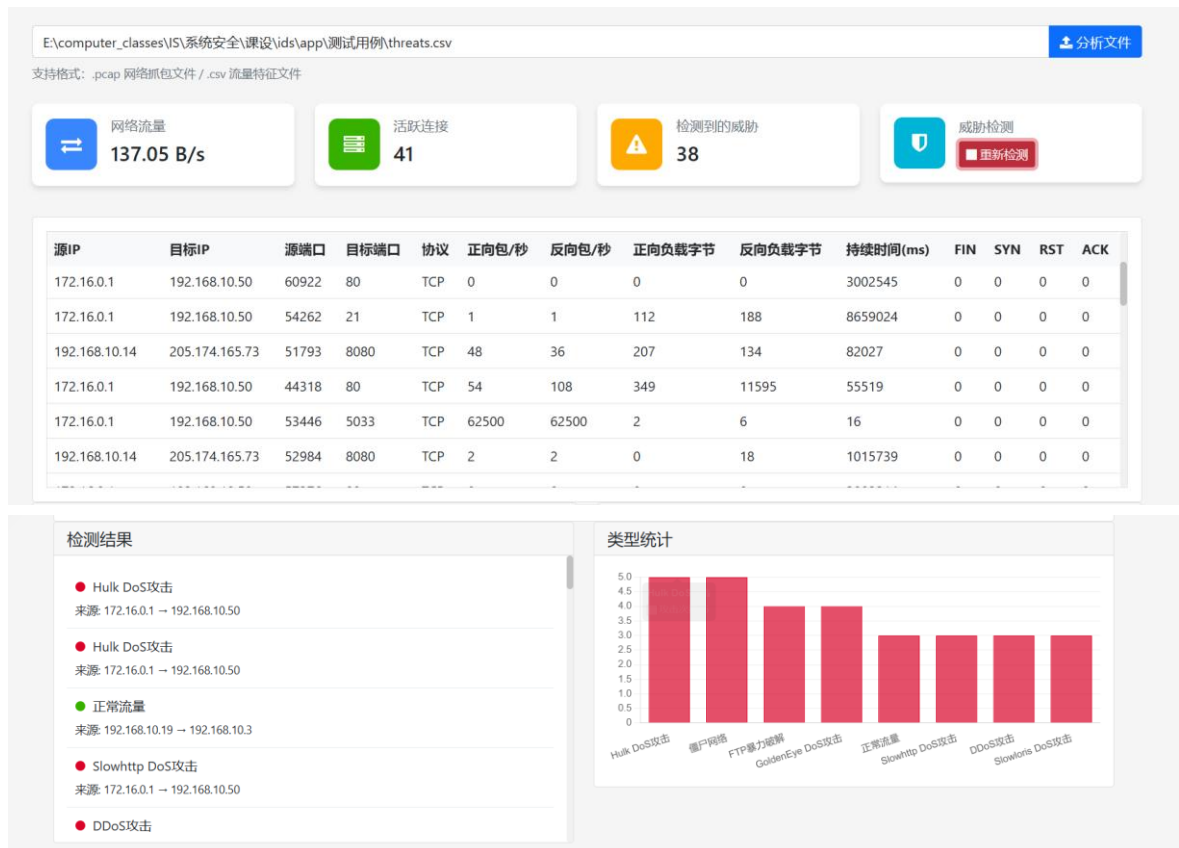 E:\computer_classes\IS\系统安全\课设\ids\app\测试用例\threats.csv 分析文件
支持格式：.pcap 网络抓包文件 / .csv 流量特征文件
网络流量
137.05 B/s
活跃连接
41
检测到的威胁
38
威胁检测
重新检测
源IP 目标IP 源端口 目标端口 协议 正向包/秒 反向包/秒 正向负载字节 反向负载字节 持续时间(ms) FIN SYN RST ACK
172.16.0.1 192.168.10.50 60922 80 TCP 0 0 0 0 3002545 0 0 0 0
172.16.0.1 192.168.10.50 54262 21 TCP 1 1 112 188 8659024 0 0 0 0
192.168.10.14 205.174.165.73 51793 8080 TCP 48 36 207 134 82027 0 0 0 0
172.16.0.1 192.168.10.50 44318 80 TCP 54 108 349 11595 55519 0 0 0 0
172.16.0.1 192.168.10.50 53446 5033 TCP 62500 62500 2 6 16 0 0 0 0
192.168.10.14 205.174.165.73 52984 8080 TCP 2 2 0 18 1015739 0 0 0 0
检测结果
Hulk DoS攻击
来源: 172.16.0.1 → 192.168.10.50
Hulk DoS攻击
来源: 172.16.0.1 → 192.168.10.50
正常流量
来源: 192.168.10.19 → 192.168.10.3
Slowhttp DoS攻击
来源: 172.16.0.1 → 192.168.10.50
DDoS攻击
类型统计
5.0
4.5
4.0
3.5
3.0
2.5
2.0
1.5
1.0
0.5
0
Hulk DoS攻击
僵尸网络
FTP暴力破解
GoldenEye DoS攻击
正常流量
Slowhttp DoS攻击
DDoS攻击
Slowloris DoS攻击